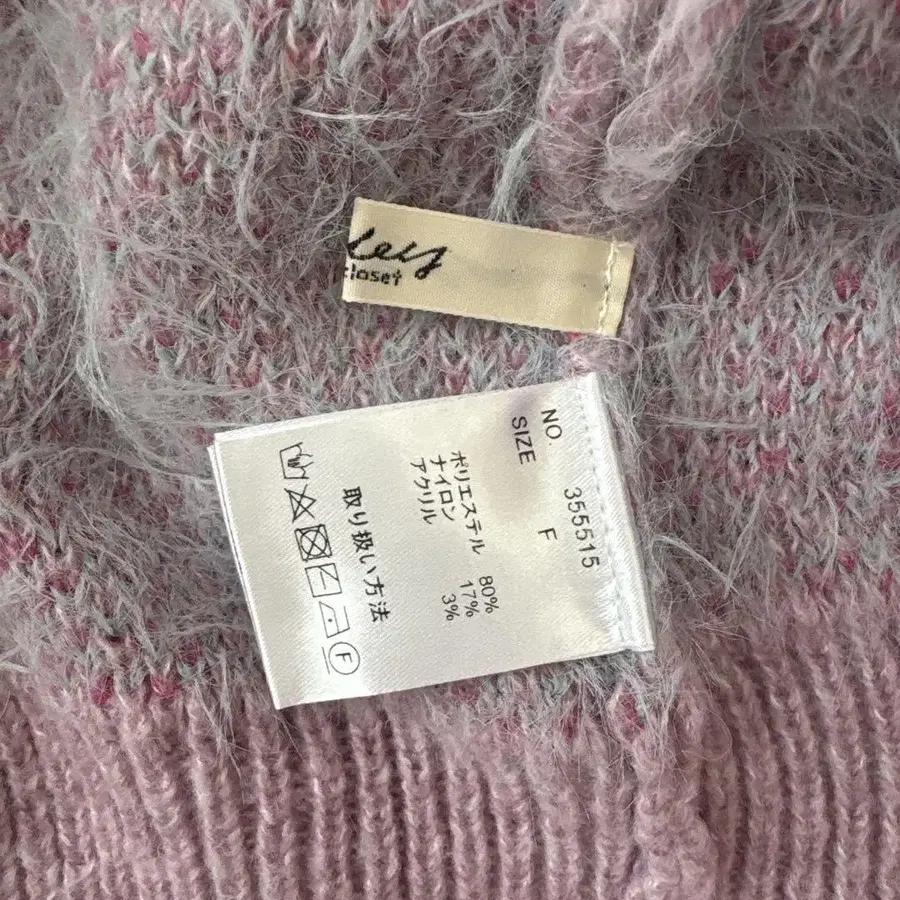 closet
NO. 355515
SIZE F
ポリエステル 80%
ナイロン 17%
アクリル 3%
取り扱い方法
F